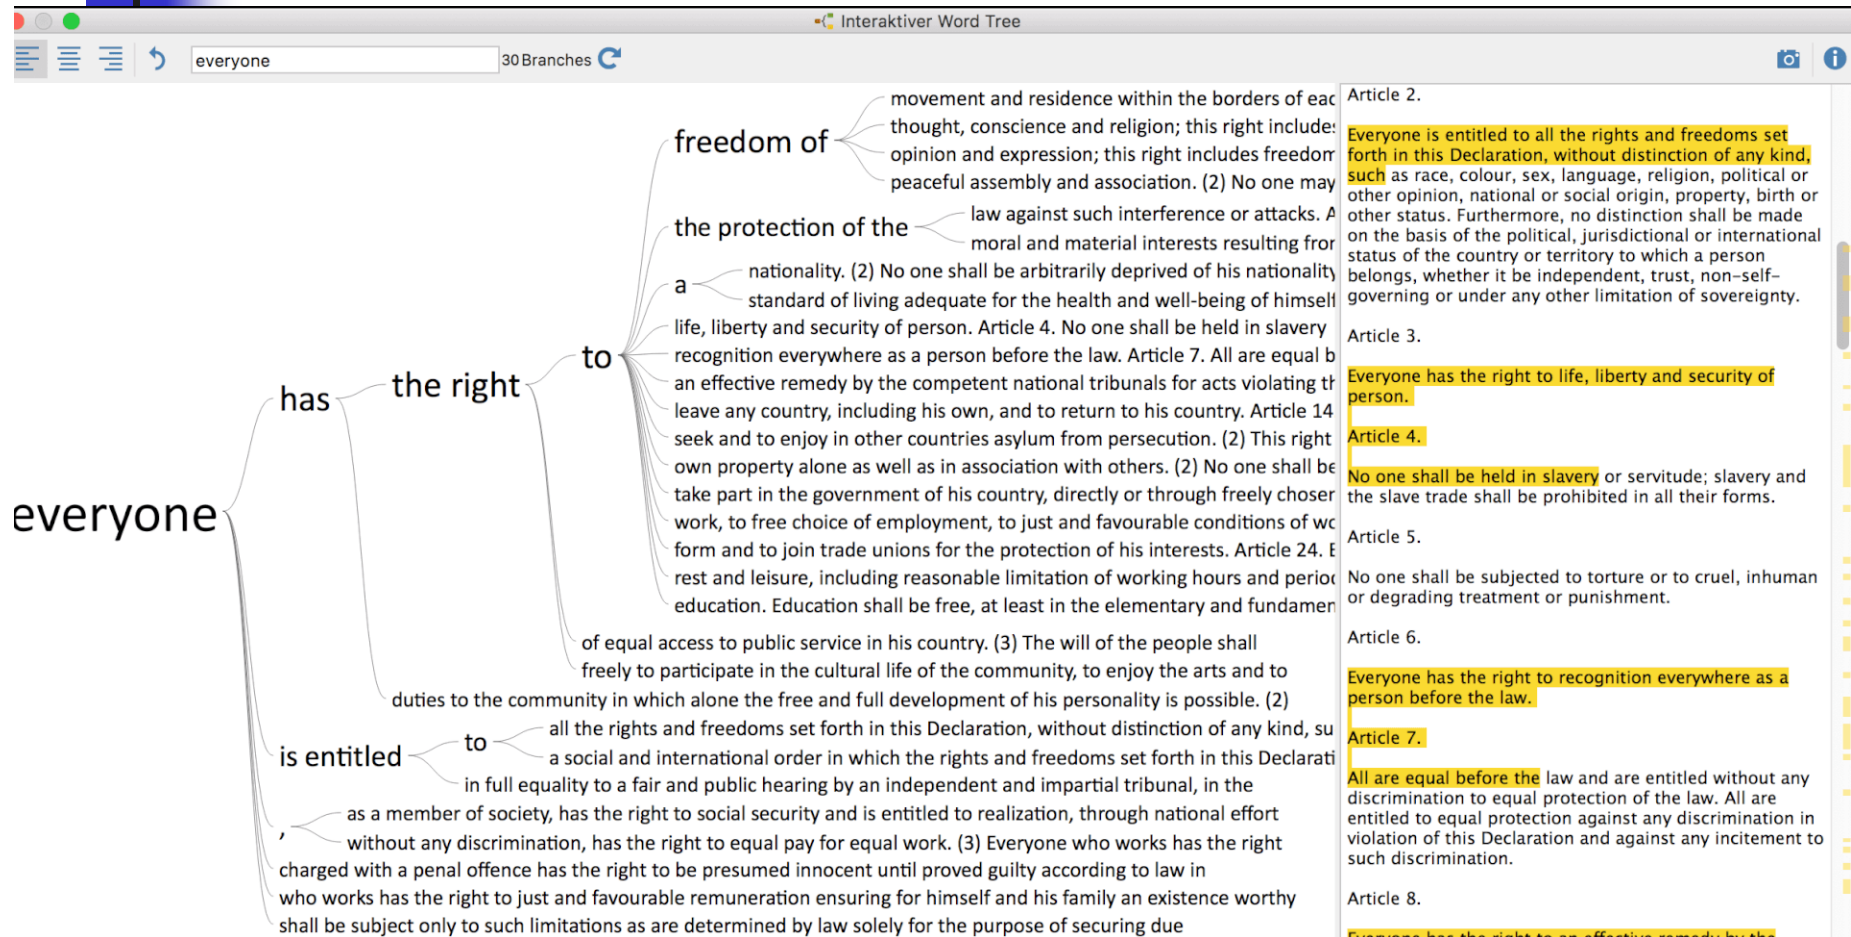 Interaktiver Word Tree
everyone
30 Branches
everyone
has
the right
to
freedom of
movement and residence within the borders of eac
thought, conscience and religion; this right include
opinion and expression; this right includes freedom
peaceful assembly and association. (2) No one may
the protection of the
law against such interference or attacks. A
moral and material interests resulting fror
a
nationality. (2) No one shall be arbitrarily deprived of his nationality
standard of living adequate for the health and well-being of himself
life, liberty and security of person. Article 4. No one shall be held in slavery
recognition everywhere as a person before the law. Article 7. All are equal b
an effective remedy by the competent national tribunals for acts violating th
leave any country, including his own, and to return to his country. Article 14
seek and to enjoy in other countries asylum from persecution. (2) This right
own property alone as well as in association with others. (2) No one shall be
take part in the government of his country, directly or through freely choser
work, to free choice of employment, to just and favourable conditions of wo
form and to join trade unions for the protection of his interests. Article 24. E
rest and leisure, including reasonable limitation of working hours and period
education. Education shall be free, at least in the elementary and fundamen
of equal access to public service in his country. (3) The will of the people shall
freely to participate in the cultural life of the community, to enjoy the arts and to
duties to the community in which alone the free and full development of his personality is possible. (2)
is entitled
to
all the rights and freedoms set forth in this Declaration, without distinction of any kind, su
a social and international order in which the rights and freedoms set forth in this Declarati
in full equality to a fair and public hearing by an independent and impartial tribunal, in the
,
as a member of society, has the right to social security and is entitled to realization, through national effort
without any discrimination, has the right to equal pay for equal work. (3) Everyone who works has the right
charged with a penal offence has the right to be presumed innocent until proved guilty according to law in
who works has the right to just and favourable remuneration ensuring for himself and his family an existence worthy
shall be subject only to such limitations as are determined by law solely for the purpose of securing due
Article 2.
Everyone is entitled to all the rights and freedoms set
forth in this Declaration, without distinction of any kind,
such as race, colour, sex, language, religion, political or
other opinion, national or social origin, property, birth or
other status. Furthermore, no distinction shall be made
on the basis of the political, jurisdictional or international
status of the country or territory to which a person
belongs, whether it be independent, trust, non-self-
governing or under any other limitation of sovereignty.
Article 3.
Everyone has the right to life, liberty and security of
person.
Article 4.
No one shall be held in slavery or servitude; slavery and
the slave trade shall be prohibited in all their forms.
Article 5.
No one shall be subjected to torture or to cruel, inhuman
or degrading treatment or punishment.
Article 6.
Everyone has the right to recognition everywhere as a
person before the law.
Article 7.
All are equal before the law and are entitled without any
discrimination to equal protection of the law. All are
entitled to equal protection against any discrimination in
violation of this Declaration and against any incitement to
such discrimination.
Article 8.
Everyone has the right to an effective remedy by the